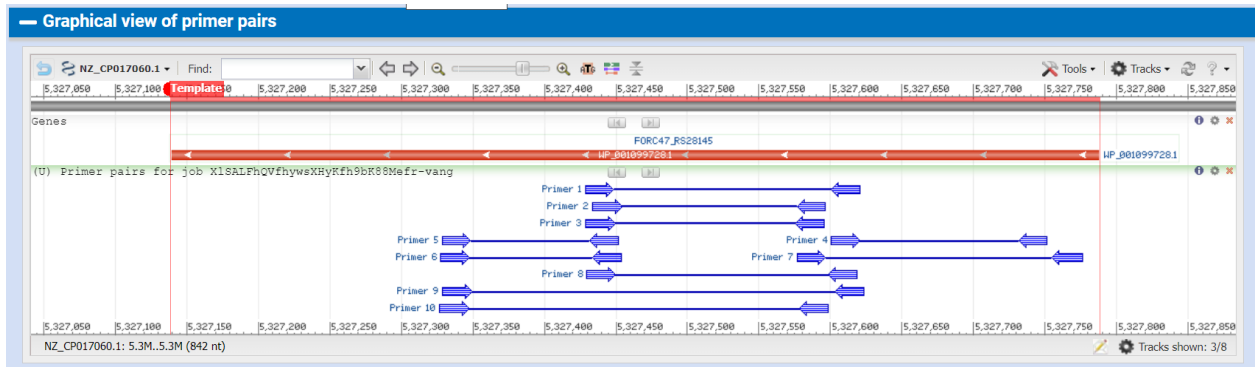 Graphical view of primer pairs
NZ_CP017060.1 Find: Tools Tracks ?
5,327,050 5,327,100 Template 5,327,200 5,327,250 5,327,300 5,327,350 5,327,400 5,327,450 5,327,500 5,327,550 5,327,600 5,327,650 5,327,700 5,327,750 5,327,800 5,327,850
Genes
FORC47_RS28145
WP_001099728.1 WP_001099728.1
(U) Primer pairs for job XlSALFhQVfhywsXHyKfh9bK88Mefr-vang
Primer 1
Primer 2
Primer 3
Primer 5 Primer 4
Primer 6 Primer 7
Primer 8
Primer 9
Primer 10
5,327,050 5,327,100 5,327,150 5,327,200 5,327,250 5,327,300 5,327,350 5,327,400 5,327,450 5,327,500 5,327,550 5,327,600 5,327,650 5,327,700 5,327,750 5,327,800 5,327,850
NZ_CP017060.1: 5.3M..5.3M (842 nt) Tracks shown: 3/8